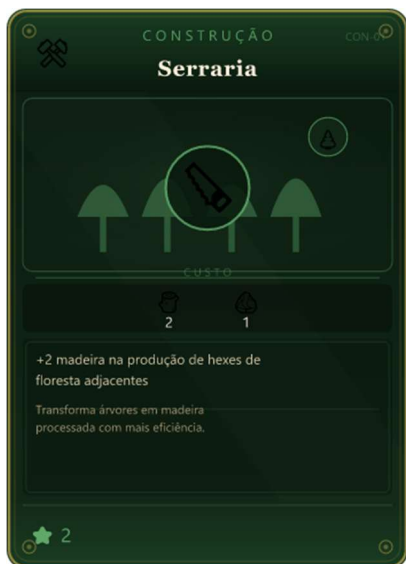 CONSTRUÇÃO
Serraria
CUSTO
2
1
+2 madeira na produção de hexes de
floresta adjacentes
Transforma árvores em madeira
processada com mais eficiência.
2